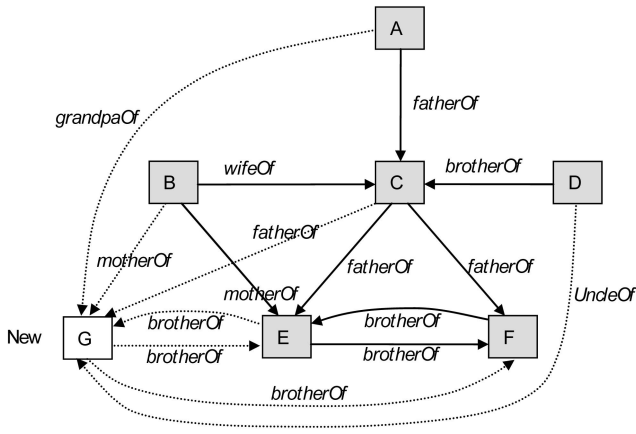 A
fatherOf
grandpaOf
wifeOf
brotherOf
B
C
D
fatherOf
motherOf
fatherOf
fatherOf
motherOf
UncleOf
brotherOf
brotherOf
New
G
E
F
brotherOf
brotherOf
brotherOf